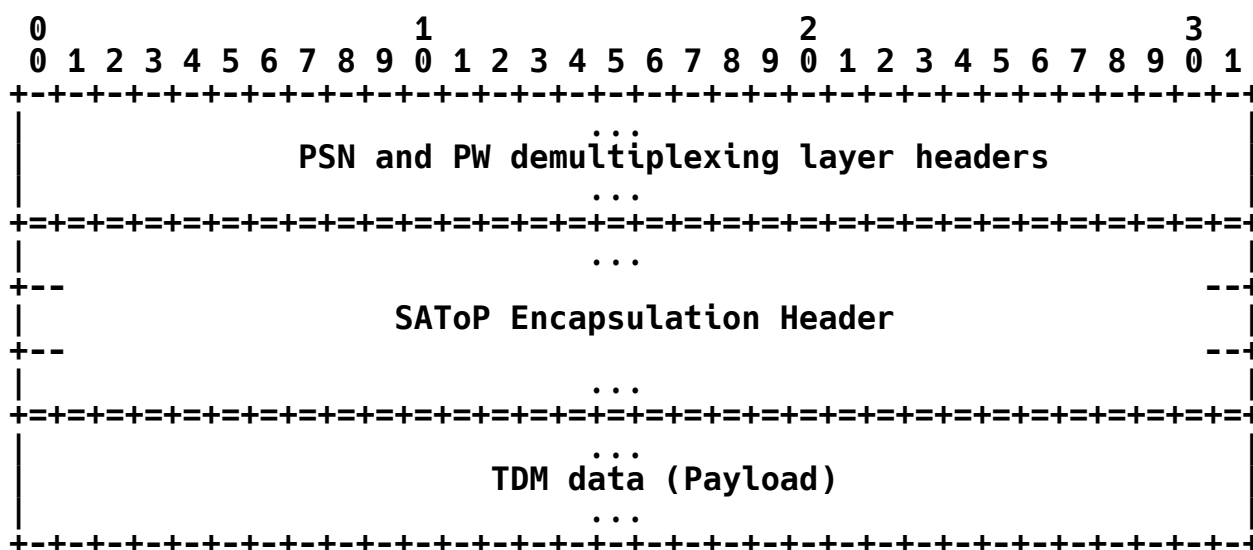 0                   1                   2                   3
 0 1 2 3 4 5 6 7 8 9 0 1 2 3 4 5 6 7 8 9 0 1 2 3 4 5 6 7 8 9 0 1
+-+-+-+-+-+-+-+-+-+-+-+-+-+-+-+-+-+-+-+-+-+-+-+-+-+-+-+-+-+-+-+-+
|                             ...                               |
|              PSN and PW demultiplexing layer headers          |
|                             ...                               |
+=+=+=+=+=+=+=+=+=+=+=+=+=+=+=+=+=+=+=+=+=+=+=+=+=+=+=+=+=+=+=+=+
|                             ...                               |
+--                                                           --+
|                   SAToP Encapsulation Header                  |
+--                                                           --+
|                             ...                               |
+=+=+=+=+=+=+=+=+=+=+=+=+=+=+=+=+=+=+=+=+=+=+=+=+=+=+=+=+=+=+=+=+
|                             ...                               |
|                        TDM data (Payload)                     |
|                             ...                               |
+-+-+-+-+-+-+-+-+-+-+-+-+-+-+-+-+-+-+-+-+-+-+-+-+-+-+-+-+-+-+-+-+